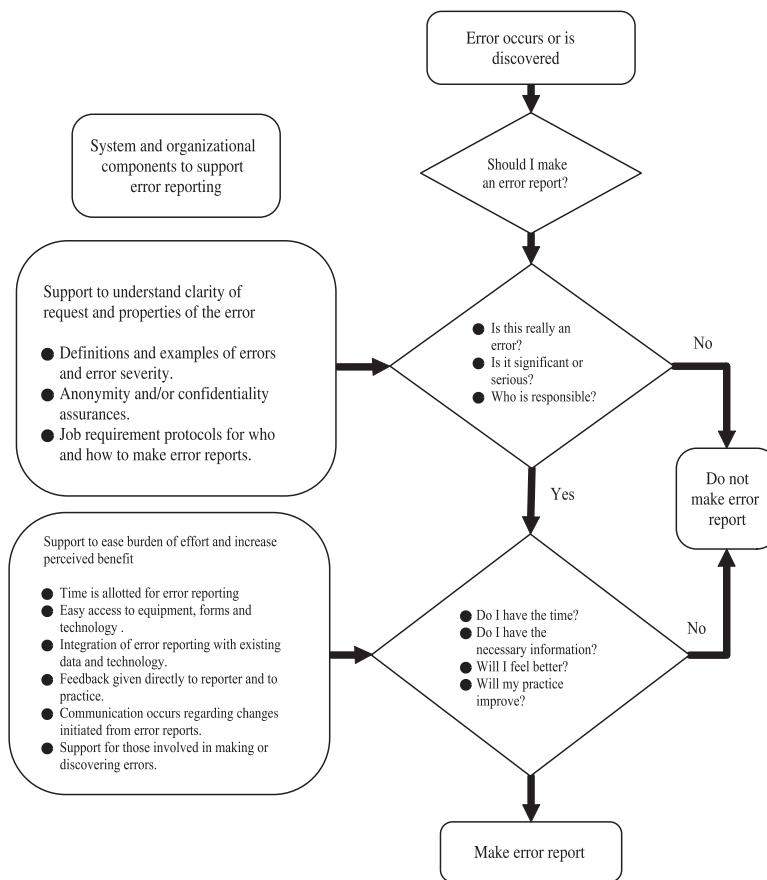 Error occurs or is
discovered
System and organizational
components to support
error reporting
Should I make
an error report?
Support to understand clarity of
request and properties of the error
● Definitions and examples of errors
and error severity.
● Anonymity and/or confidentiality
assurances.
● Job requirement protocols for who
and how to make error reports.
● Is this really an
error?
● Is it significant or
serious?
● Who is responsible?
No
Do not
make error
report
Yes
Support to ease burden of effort and increase
perceived benefit
● Time is allotted for error reporting
● Easy access to equipment, forms and
technology .
● Integration of error reporting with existing
data and technology.
● Feedback given directly to reporter and to
practice.
● Communication occurs regarding changes
initiated from error reports.
● Support for those involved in making or
discovering errors.
● Do I have the time?
● Do I have the
necessary information?
● Will I feel better?
● Will my practice
improve?
No
Make error report